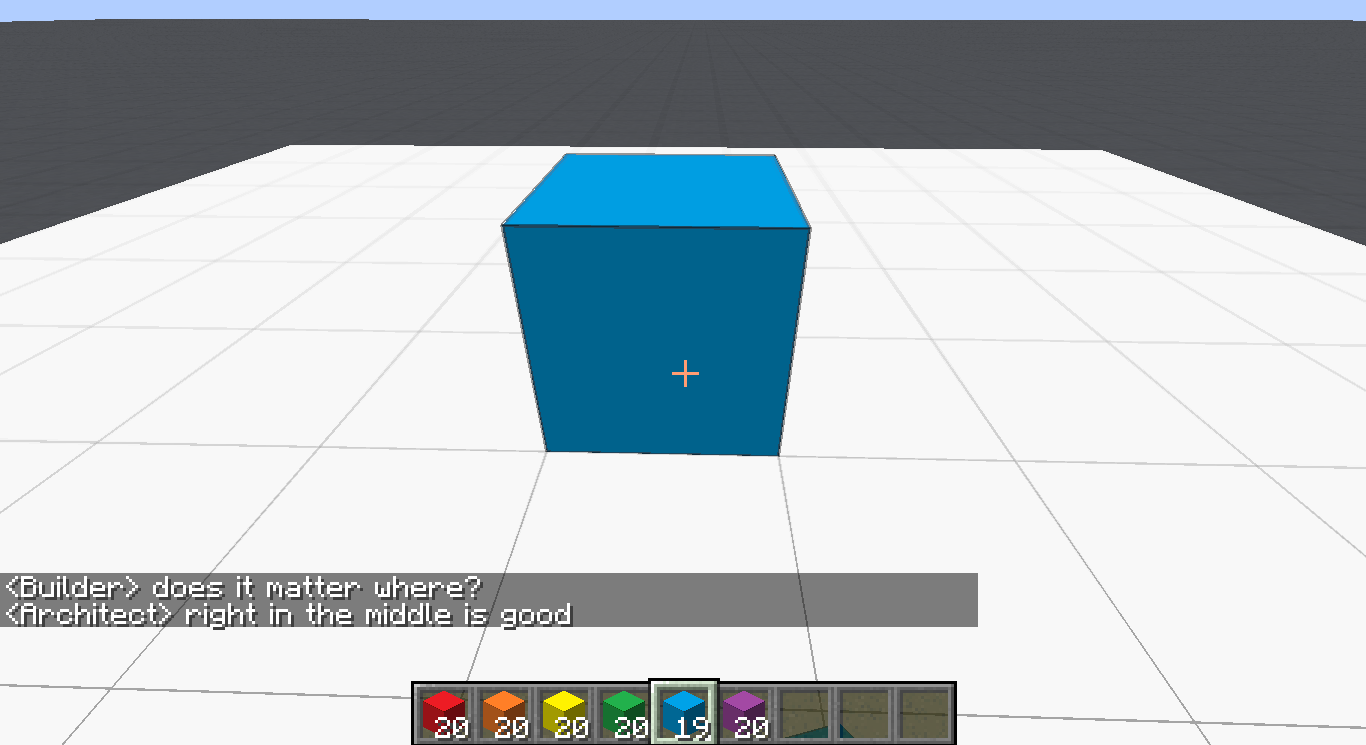 <Builder> does it matter where?
<Architect> right in the middle is good
20 20 20 20 19 20